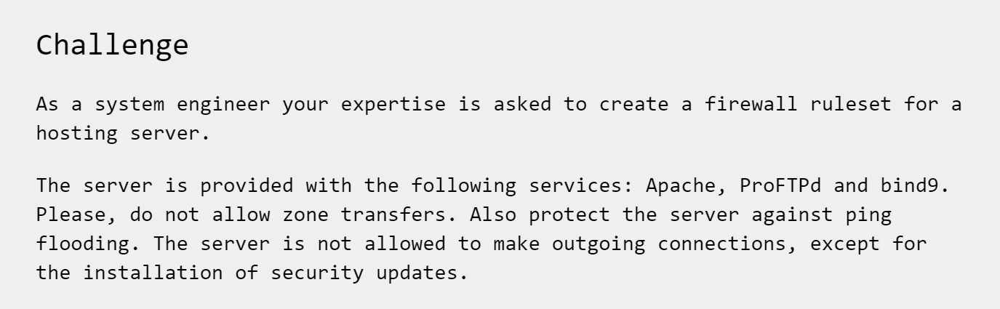 Challenge
As a system engineer your expertise is asked to create a firewall ruleset for a
hosting server.
The server is provided with the following services: Apache, ProFTPd and bind9.
Please, do not allow zone transfers. Also protect the server against ping
flooding. The server is not allowed to make outgoing connections, except for
the installation of security updates.